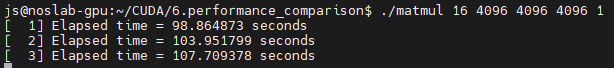 js@noslab-gpu:~/CUDA/6.performance_comparison$ ./matmul 16 4096 4096 4096 1
[  1] Elapsed time = 98.864873 seconds
[  2] Elapsed time = 103.951799 seconds
[  3] Elapsed time = 107.709378 seconds